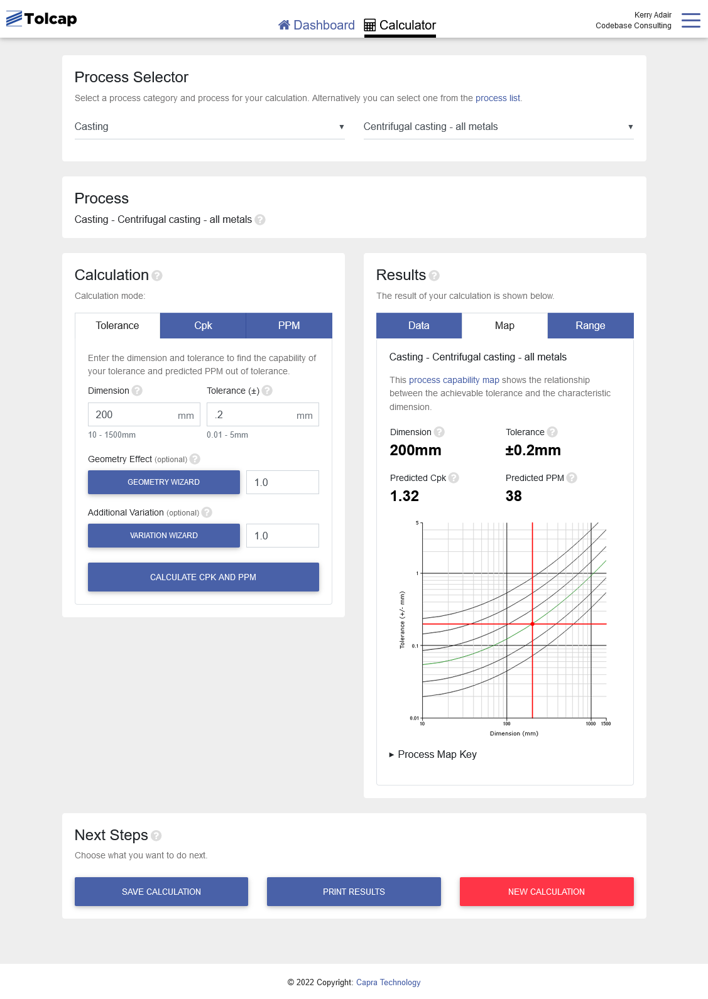 Tolcap
Dashboard
Calculator
Kerry Adair
Codebase Consulting
Process Selector
Select a process category and process for your calculation. Alternatively you can select one from the process list.
Casting ▼
Centrifugal casting - all metals ▼
Process
Casting - Centrifugal casting - all metals ?
Calculation ?
Calculation mode:
Tolerance Cpk PPM
Enter the dimension and tolerance to find the capability of
your tolerance and predicted PPM out of tolerance.
Dimension ? Tolerance (±) ?
200 mm .2 mm
10 - 1500mm 0.01 - 5mm
Geometry Effect (optional) ?
GEOMETRY WIZARD 1.0
Additional Variation (optional) ?
VARIATION WIZARD 1.0
CALCULATE CPK AND PPM
Results ?
The result of your calculation is shown below.
Data Map Range
Casting - Centrifugal casting - all metals
This process capability map shows the relationship
between the achievable tolerance and the characteristic
dimension.
Dimension ? Tolerance ?
200mm ±0.2mm
Predicted Cpk ? Predicted PPM ?
1.32 38
5
1
0.1
0.01
Tolerance (+/- mm)
10 100 1000 1500
Dimension (mm)
► Process Map Key
Next Steps ?
Choose what you want to do next.
SAVE CALCULATION PRINT RESULTS NEW CALCULATION
© 2022 Copyright: Capra Technology